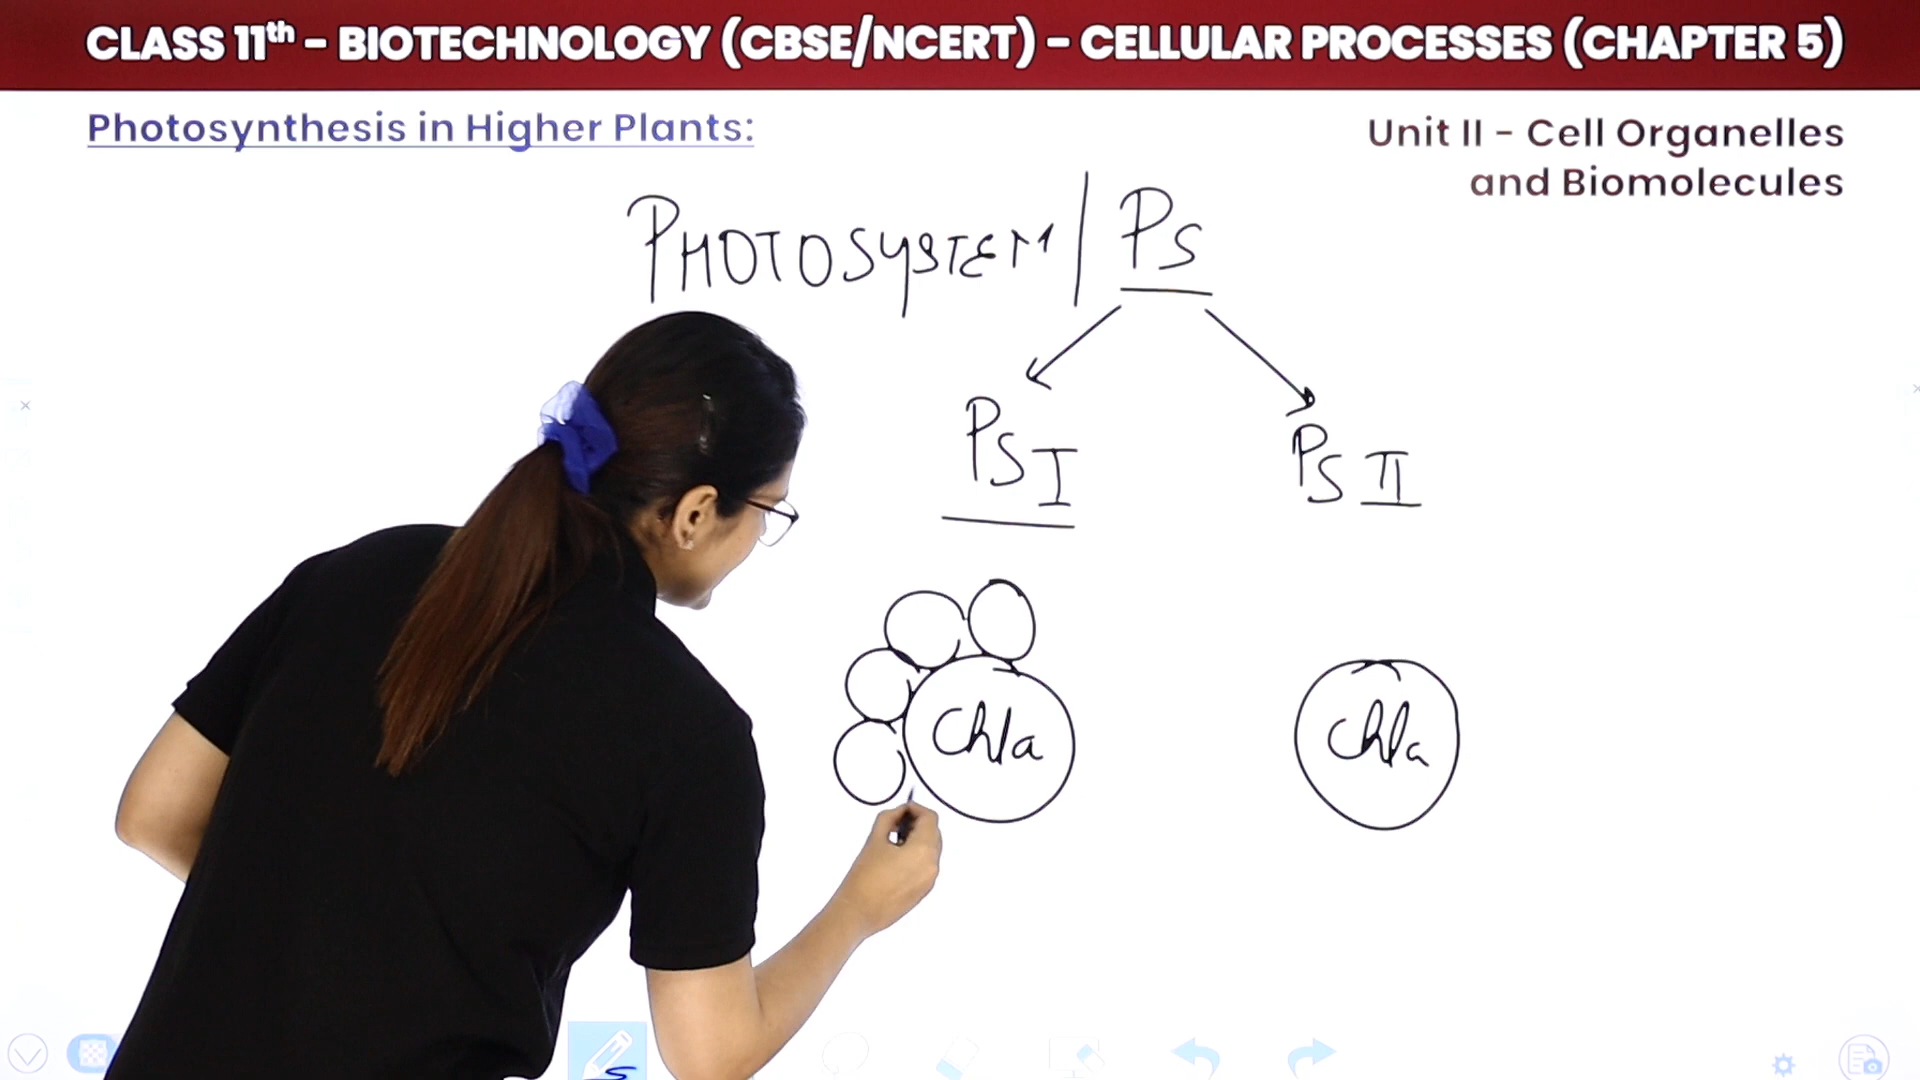 CLASS 11th - BIOTECHNOLOGY (CBSE/NCERT) - CELLULAR PROCESSES (CHAPTER 5)
Photosynthesis in Higher Plants:
Unit II - Cell Organelles
and Biomolecules
PHOTOSYSTEM / PS
PS I
PS II
Chla
Chla